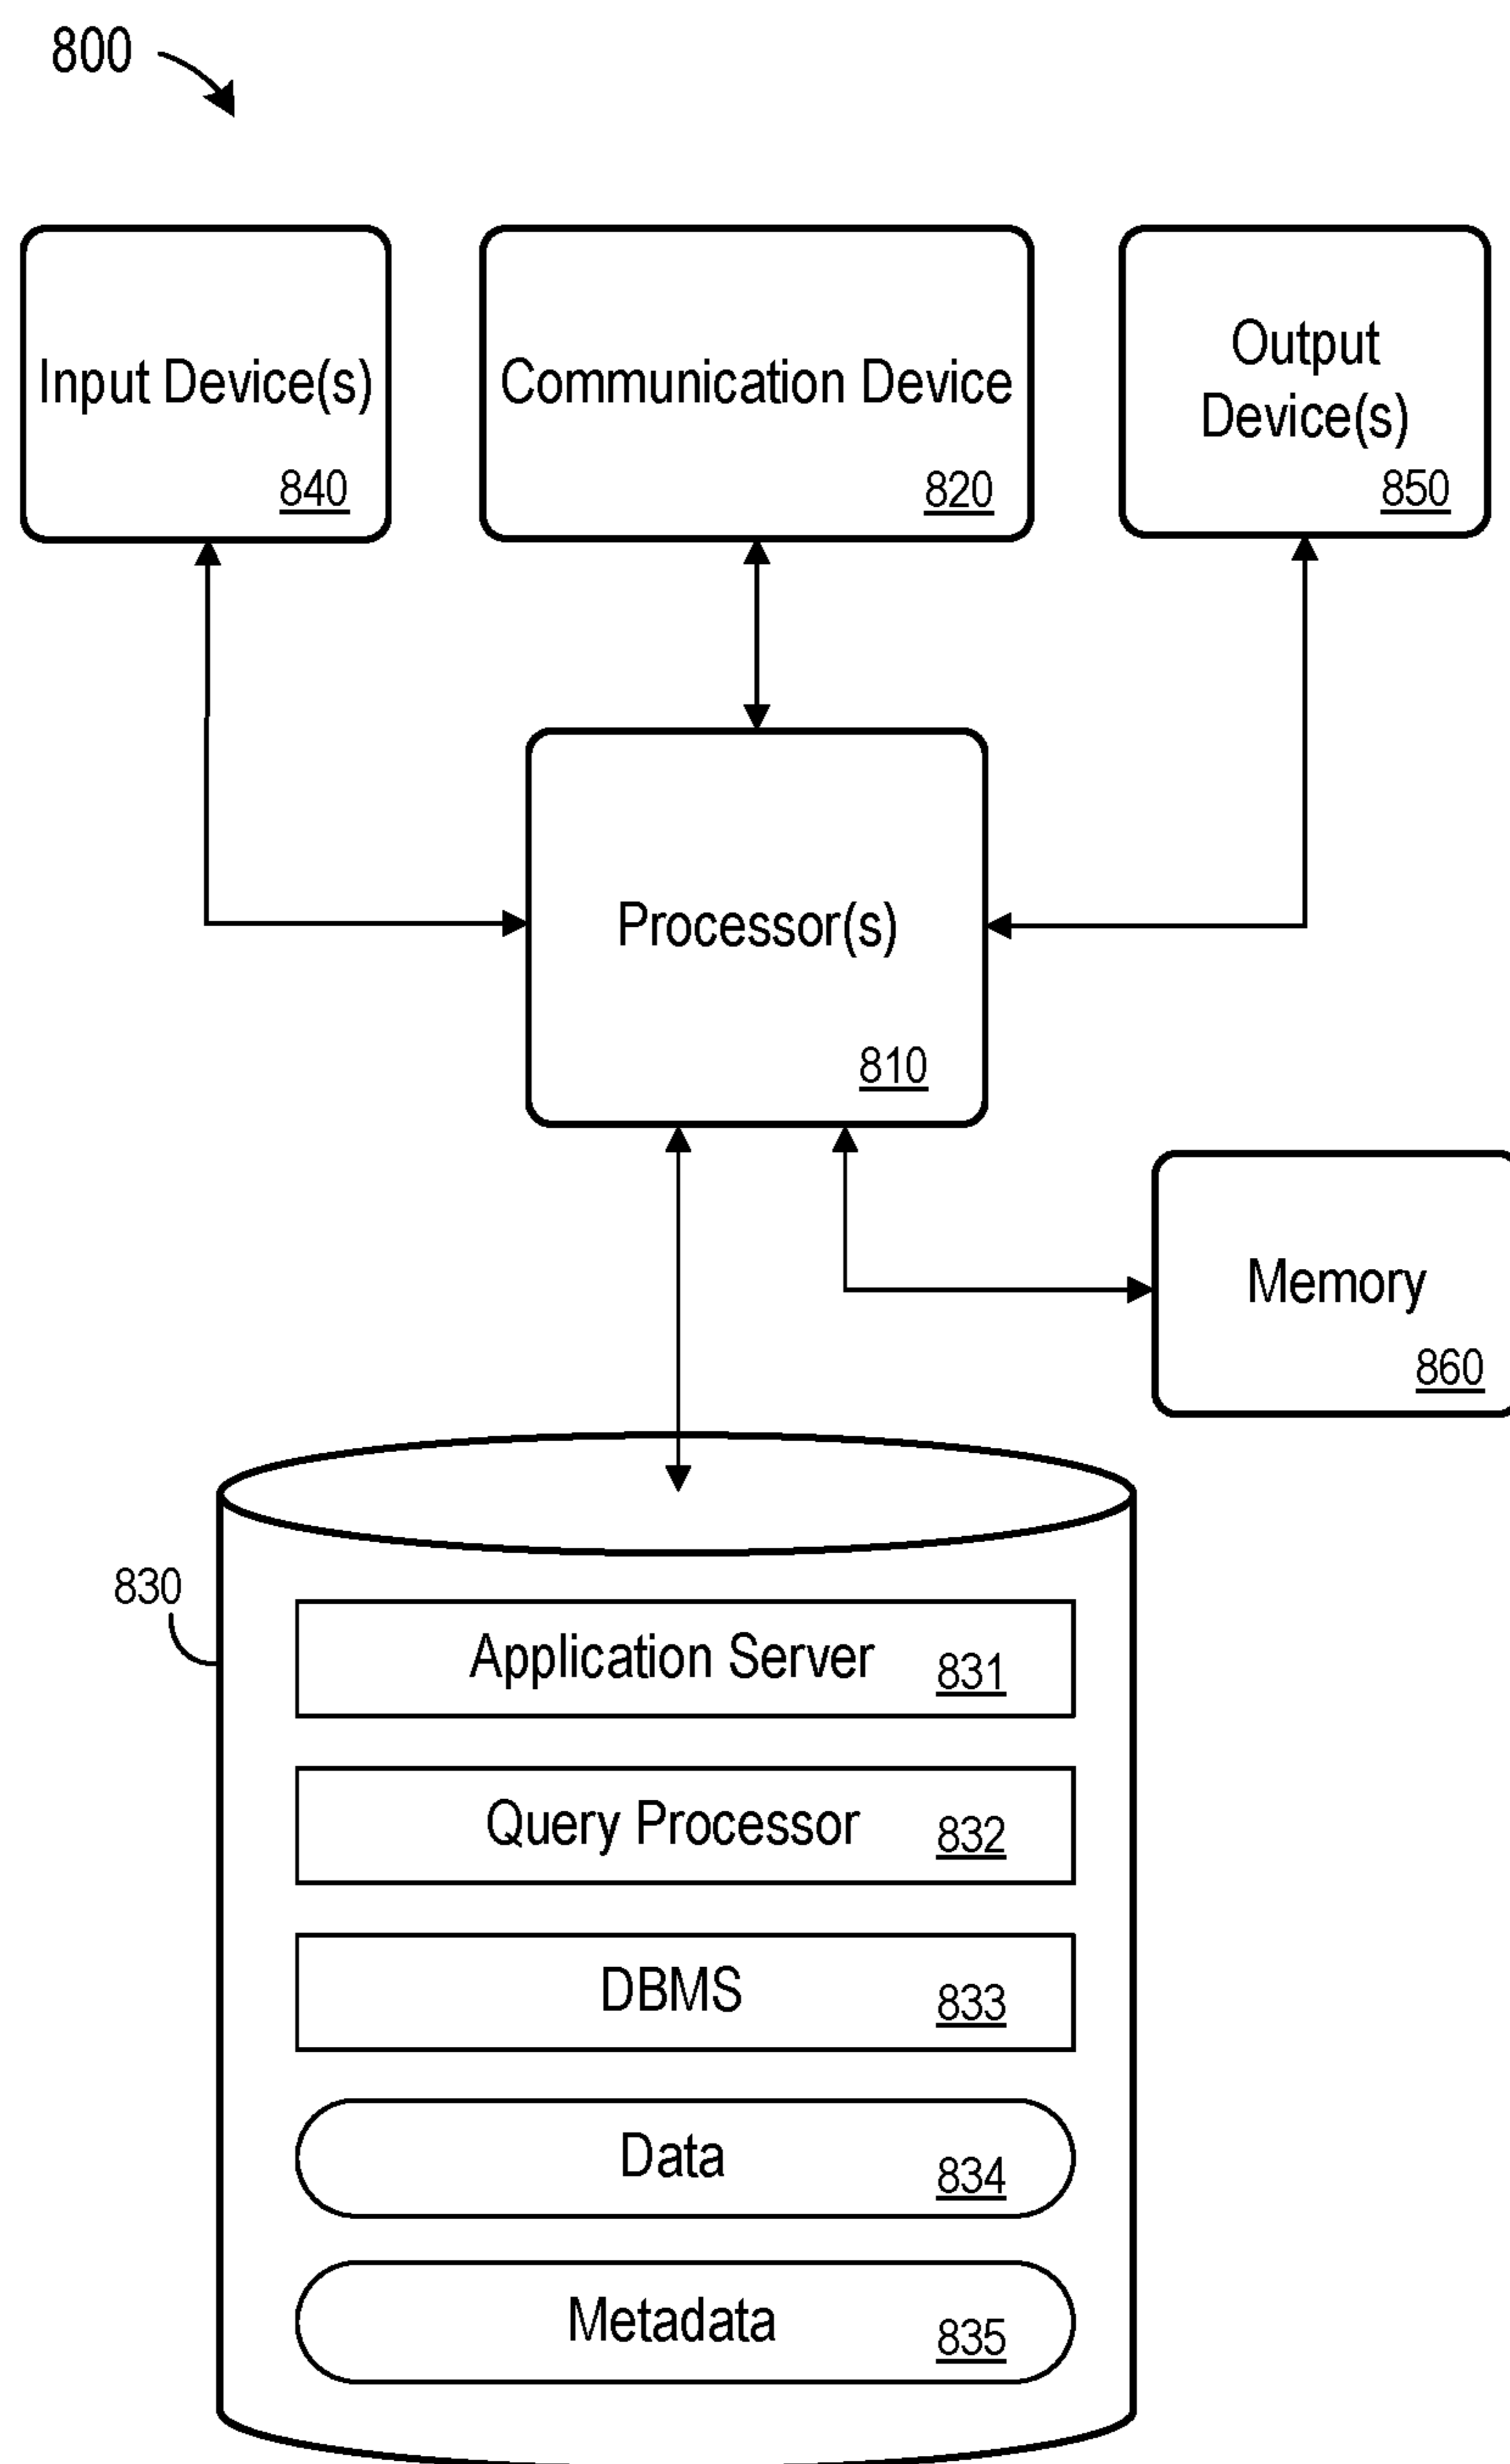 800
Input Device(s)
840
Communication Device
820
Output
Device(s)
850
Processor(s)
810
Memory
860
830
Application Server 831
Query Processor 832
DBMS 833
Data 834
Metadata 835